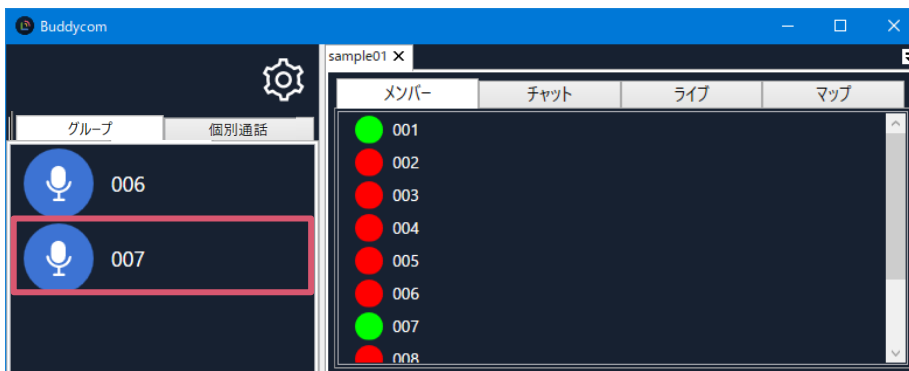 Buddycom
sample01
メンバー
チャット
ライブ
マップ
グループ
個別通話
006
007
001
002
003
004
005
006
007
008